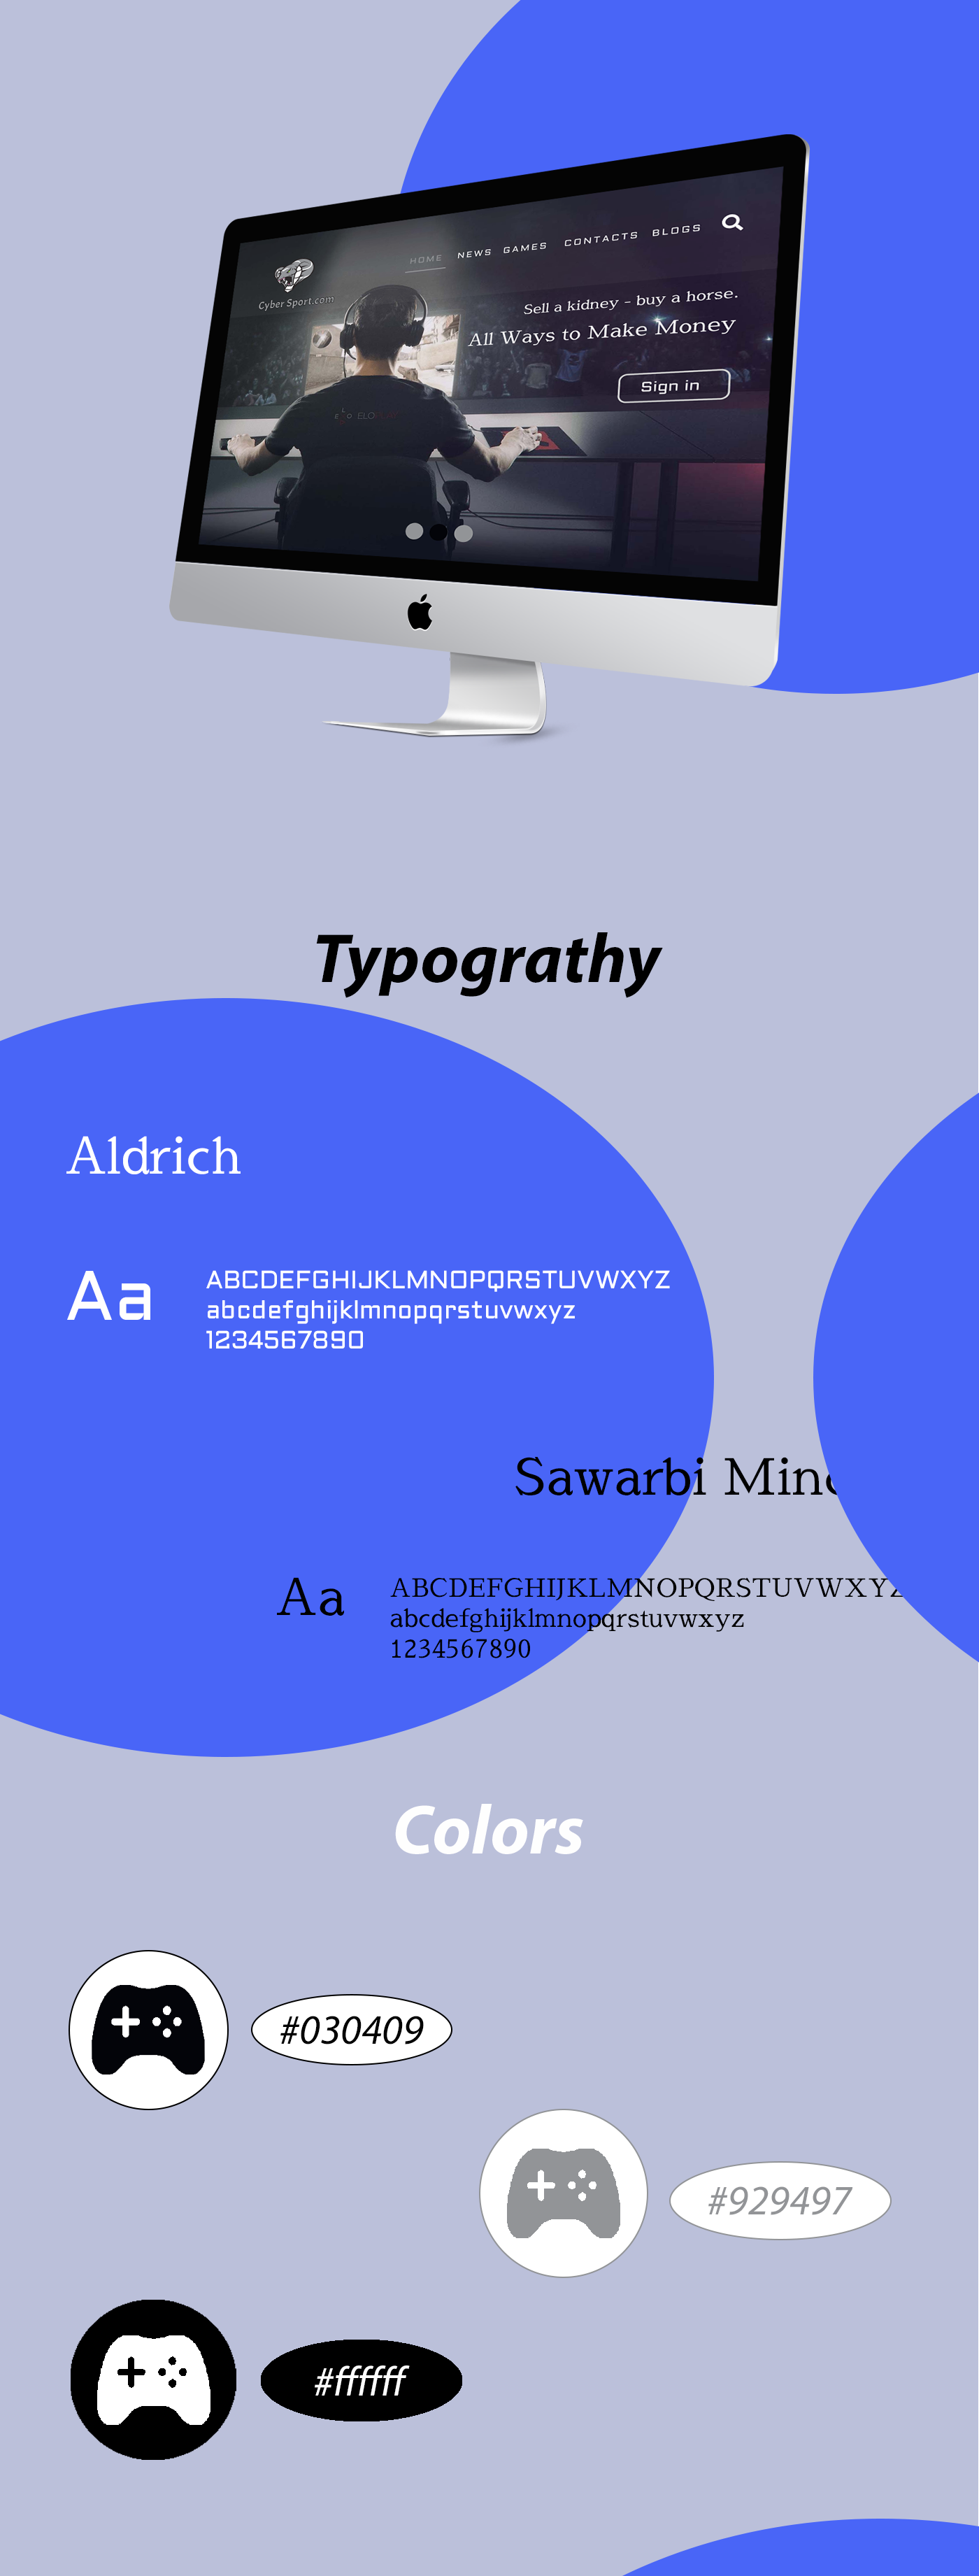 HOME NEWS GAMES CONTACTS BLOGS
Cyber Sport.com
Sell a kidney - buy a horse.
All Ways to Make Money
Sign in
ELO
Typograthy
Aldrich
Aa
ABCDEFGHIJKLMNOPQRSTUVWXYZ
abcdefghijklmnopqrstuvwxyz
1234567890
Sawarbi
Aa
ABCDEFGHIJKLMNOPQRSTUVWXYZ
abcdefghijklmnopqrstuvwxyz
1234567890
Colors
#030409
#929497
#ffffff